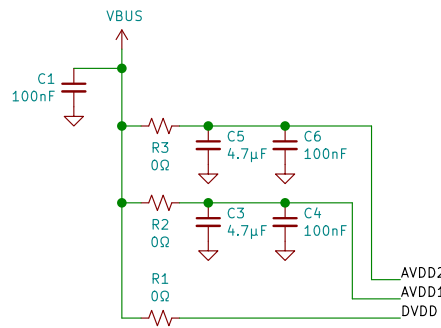 VBUS
C1
100nF
R3
0Ω
C5
4.7µF
C6
100nF
R2
0Ω
C3
4.7µF
C4
100nF
R1
0Ω
AVDD2
AVDD1
DVDD